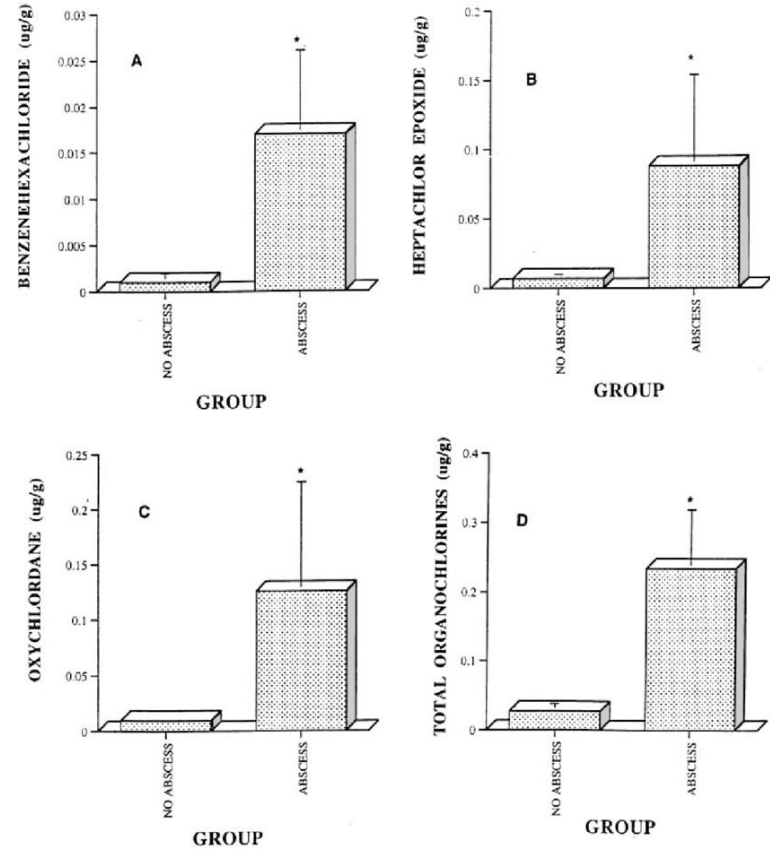 BENZENEHEXACHLORIDE (ug/g)
0.03
0.025
0.02
0.015
0.01
0.005
0
A
*
NO ABSCESS
ABSCESS
GROUP
HEPTACHLOR EPOXIDE (ug/g)
0.2
0.15
0.1
0.05
0
B
*
NO ABSCESS
ABSCESS
GROUP
OXYCHLORDANE (ug/g)
0.25
0.2
0.15
0.1
0.05
0
C
*
NO ABSCESS
ABSCESS
GROUP
TOTAL ORGANOCHLORINES (ug/g)
0.4
0.3
0.2
0.1
0
D
*
NO ABSCESS
ABSCESS
GROUP